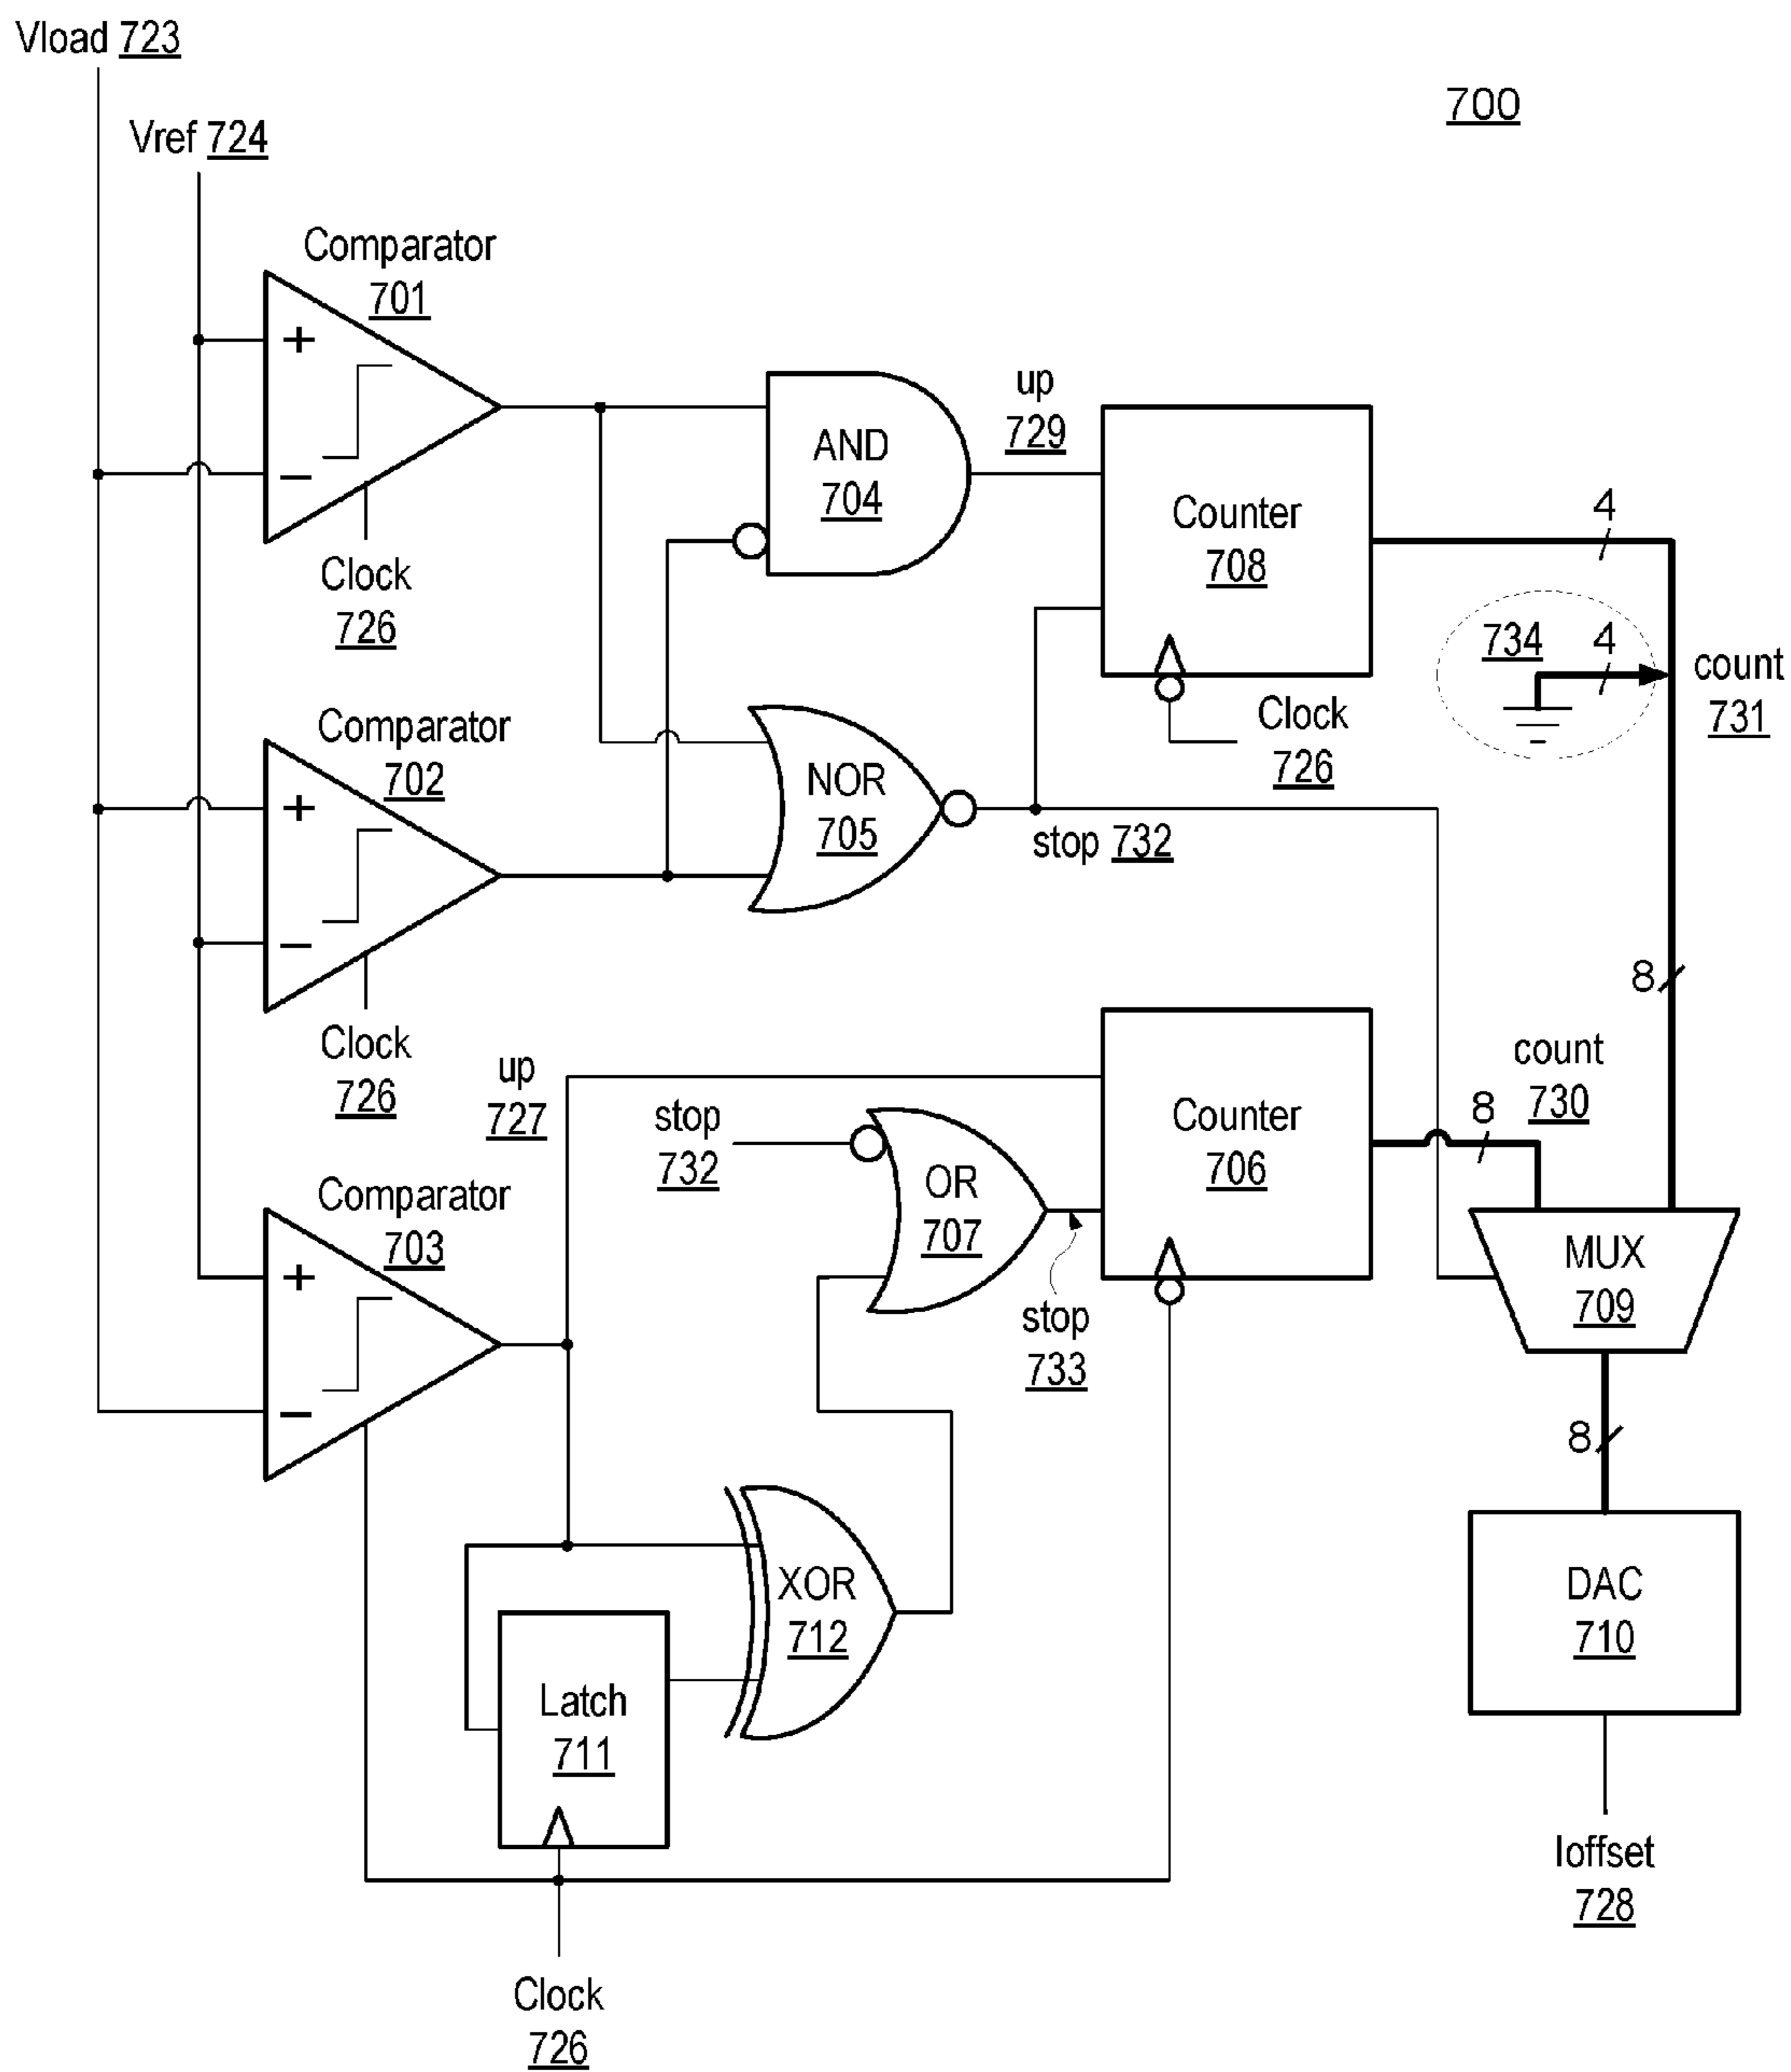 Vload 723
700
Vref 724
Comparator
701
+
−
Clock
726
AND
704
up
729
Counter
708
4
734
4
count
731
Clock
726
Comparator
702
+
−
Clock
726
NOR
705
stop 732
8
up
727
stop
732
OR
707
stop
733
Counter
706
count
730
8
Comparator
703
+
−
MUX
709
8
XOR
712
Latch
711
DAC
710
Ioffset
728
Clock
726